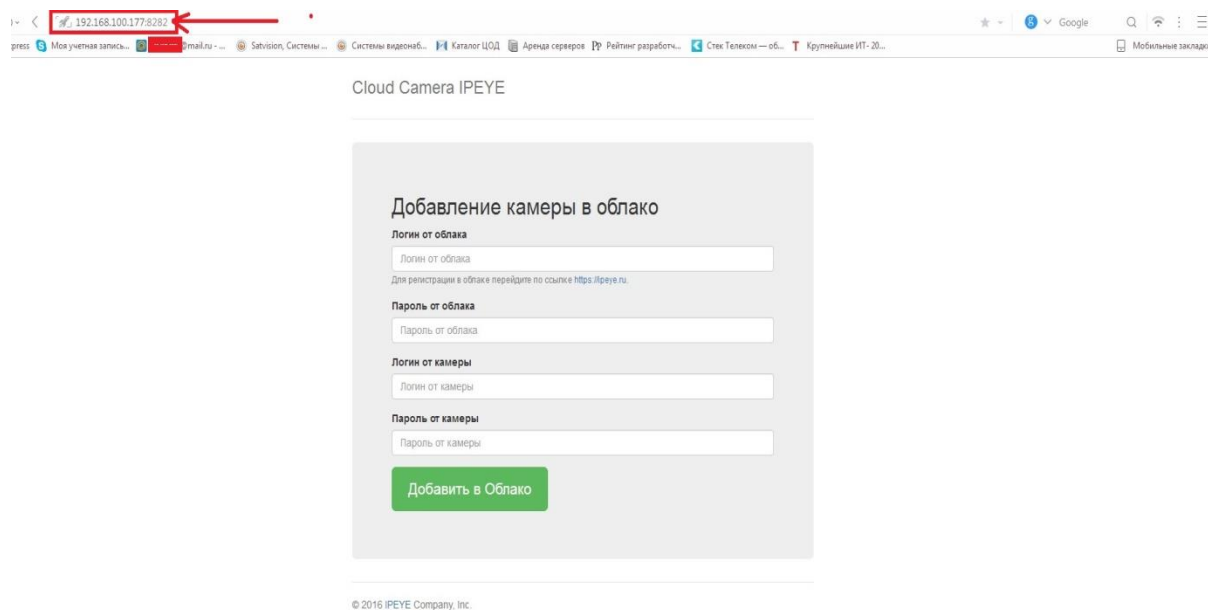 192.168.100.177:8282
Google
press Моя учетная запись... @mail.ru - ... Satvision, Системы ... Системы видеонаб... Каталог ЦОД Аренда серверов Рейтинг разработч... Стек Телеком — об... Крупнейшие ИТ- 20... Мобильные закладки
Cloud Camera IPEYE
Добавление камеры в облако
Логин от облака
Логин от облака
Для регистрации в облаке перейдите по ссылке https://ipeye.ru.
Пароль от облака
Пароль от облака
Логин от камеры
Логин от камеры
Пароль от камеры
Пароль от камеры
Добавить в Облако
© 2016 IPEYE Company, Inc.